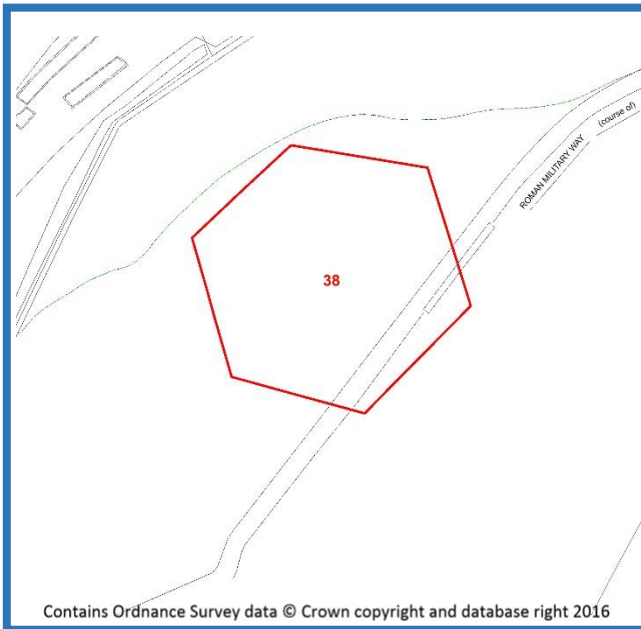 (course of)
ROMAN MILITARY WAY
38
Contains Ordnance Survey data © Crown copyright and database right 2016